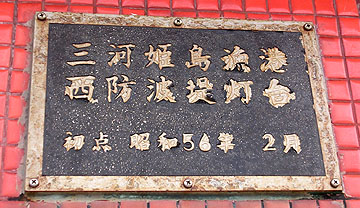 三河姫島漁港
西防波堤灯台
初点 昭和56年 2月